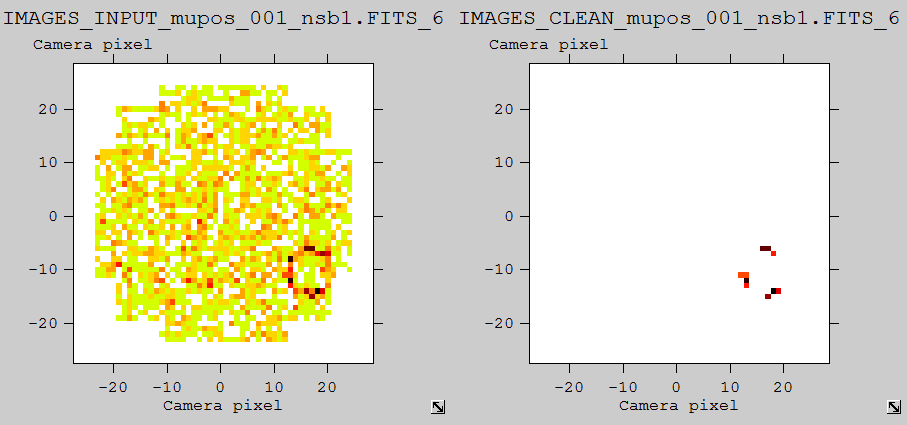 IMAGES_INPUT_mupos_001_nsb1.FITS_6
Camera pixel
20
10
0
-10
-20
-20 -10 0 10 20
Camera pixel
IMAGES_CLEAN_mupos_001_nsb1.FITS_6
Camera pixel
20
10
0
-10
-20
-20 -10 0 10 20
Camera pixel